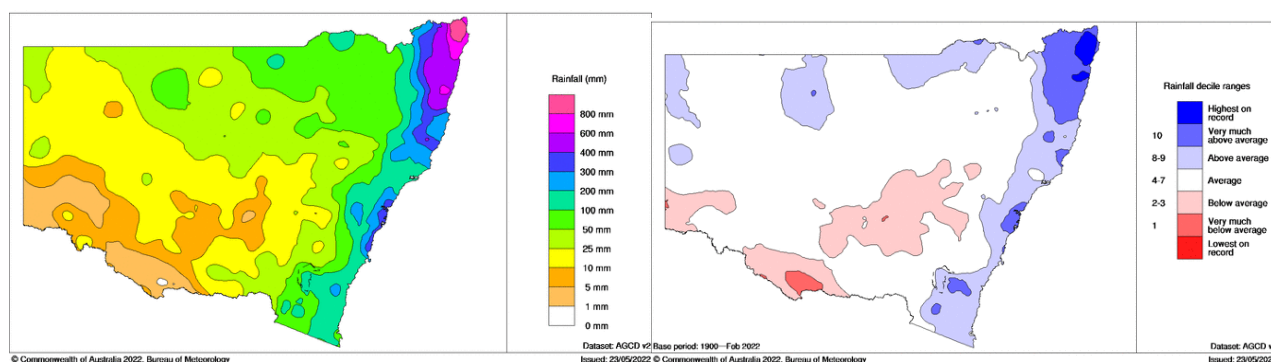 Rainfall (mm)
800 mm
600 mm
400 mm
300 mm
200 mm
100 mm
50 mm
25 mm
10 mm
5 mm
1 mm
0 mm
Dataset: AGCD v2
© Commonwealth of Australia 2022, Bureau of Meteorology
Issued: 23/05/2022
Rainfall decile ranges
Highest on
record
10 Very much
above average
8-9 Above average
4-7 Average
2-3 Below average
1 Very much
below average
Lowest on
record
Base period: 1900—Feb 2022
Dataset: AGCD v
© Commonwealth of Australia 2022, Bureau of Meteorology
Issued: 23/05/202